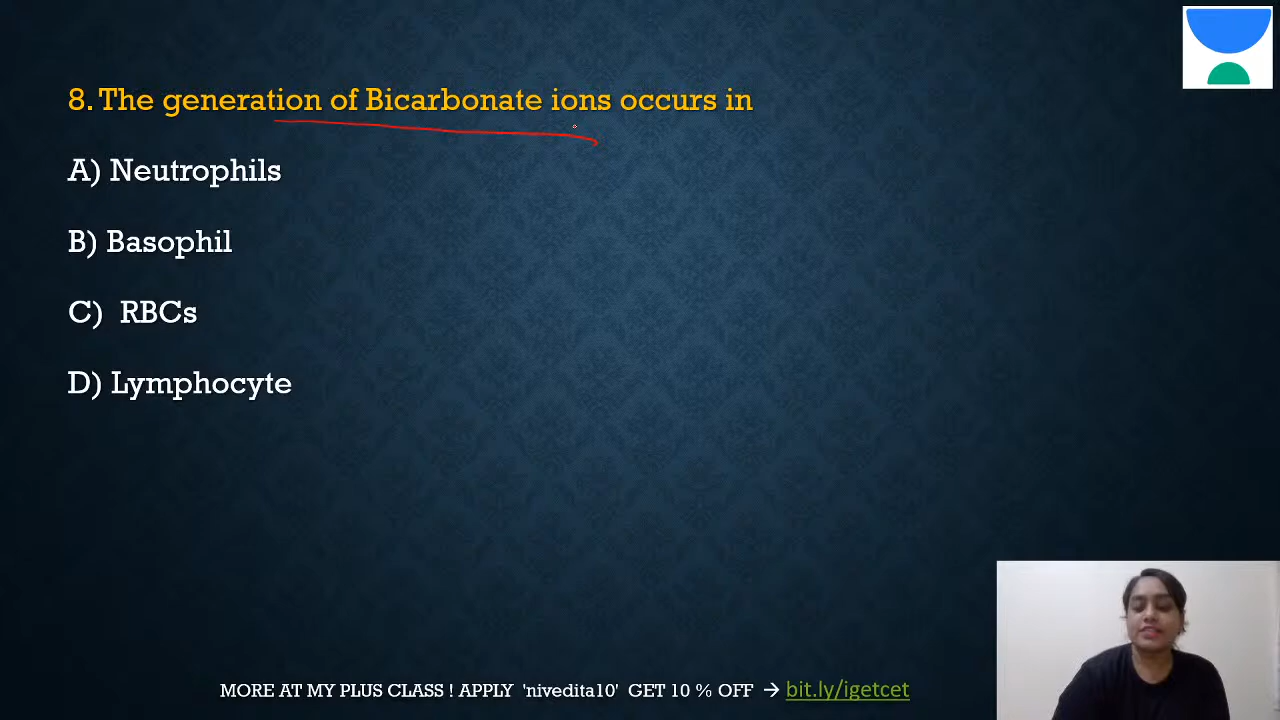 8. The generation of Bicarbonate ions occurs in
A) Neutrophils
B) Basophil
C) RBCs
D) Lymphocyte
MORE AT MY PLUS CLASS ! APPLY 'nivedita10' GET 10 % OFF → bit.ly/igetcet